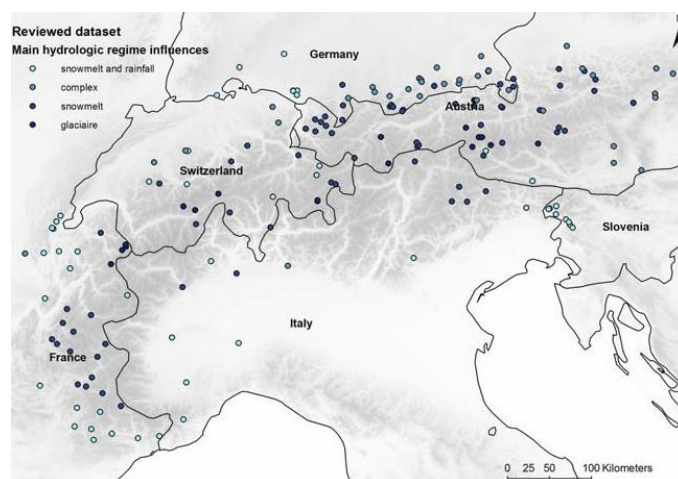 Reviewed dataset
Main hydrologic regime influences
snowmelt and rainfall
complex
snowmelt
glaciaire
Germany
Austria
Switzerland
Slovenia
Italy
France
0 25 50 100 Kilometers